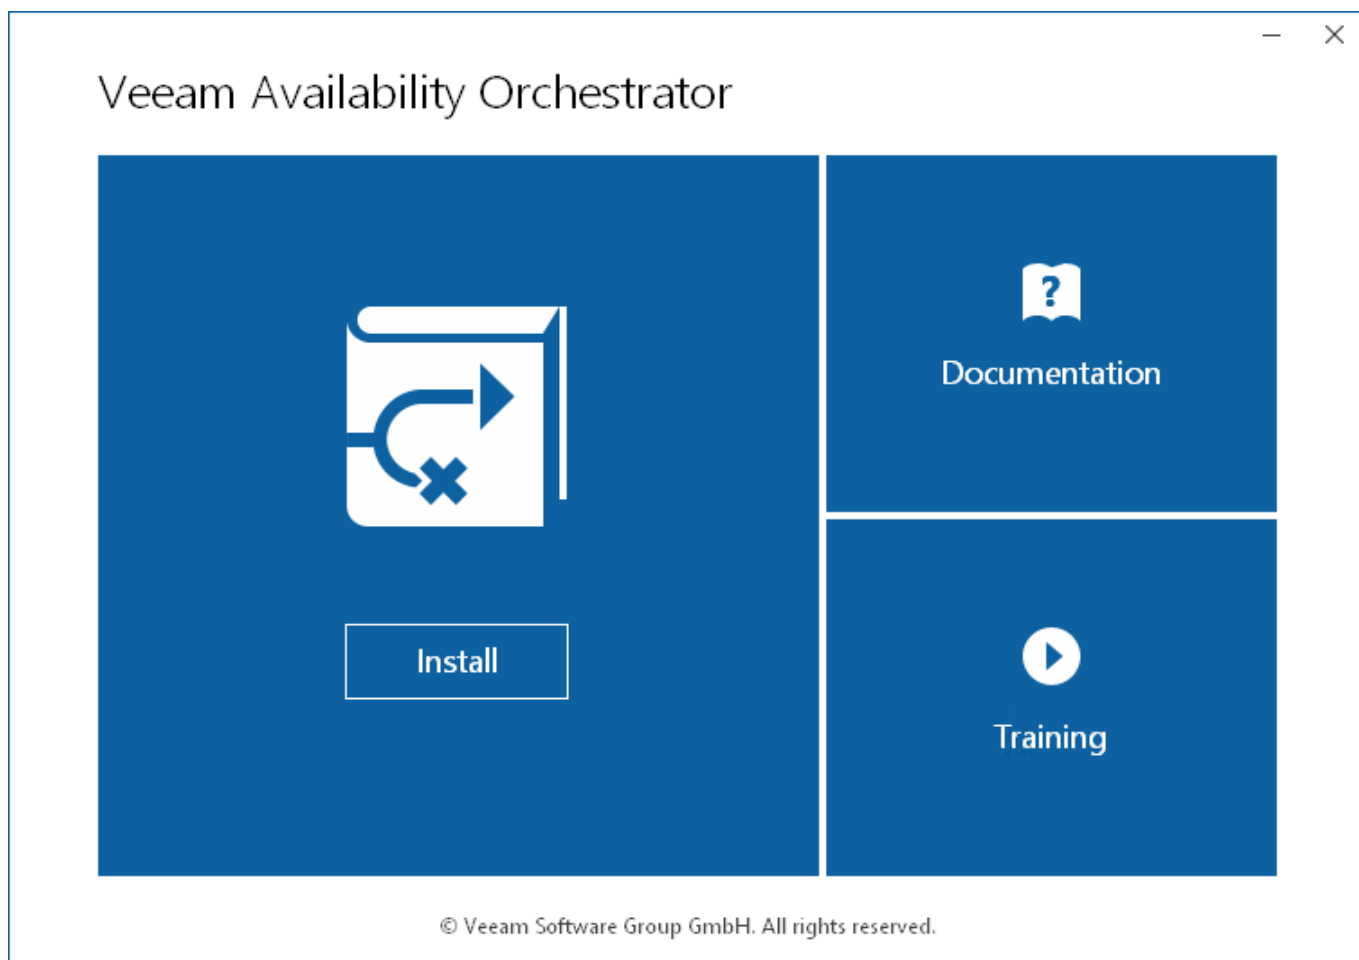 Veeam Availability Orchestrator
Install
?
Documentation
Training
© Veeam Software Group GmbH. All rights reserved.